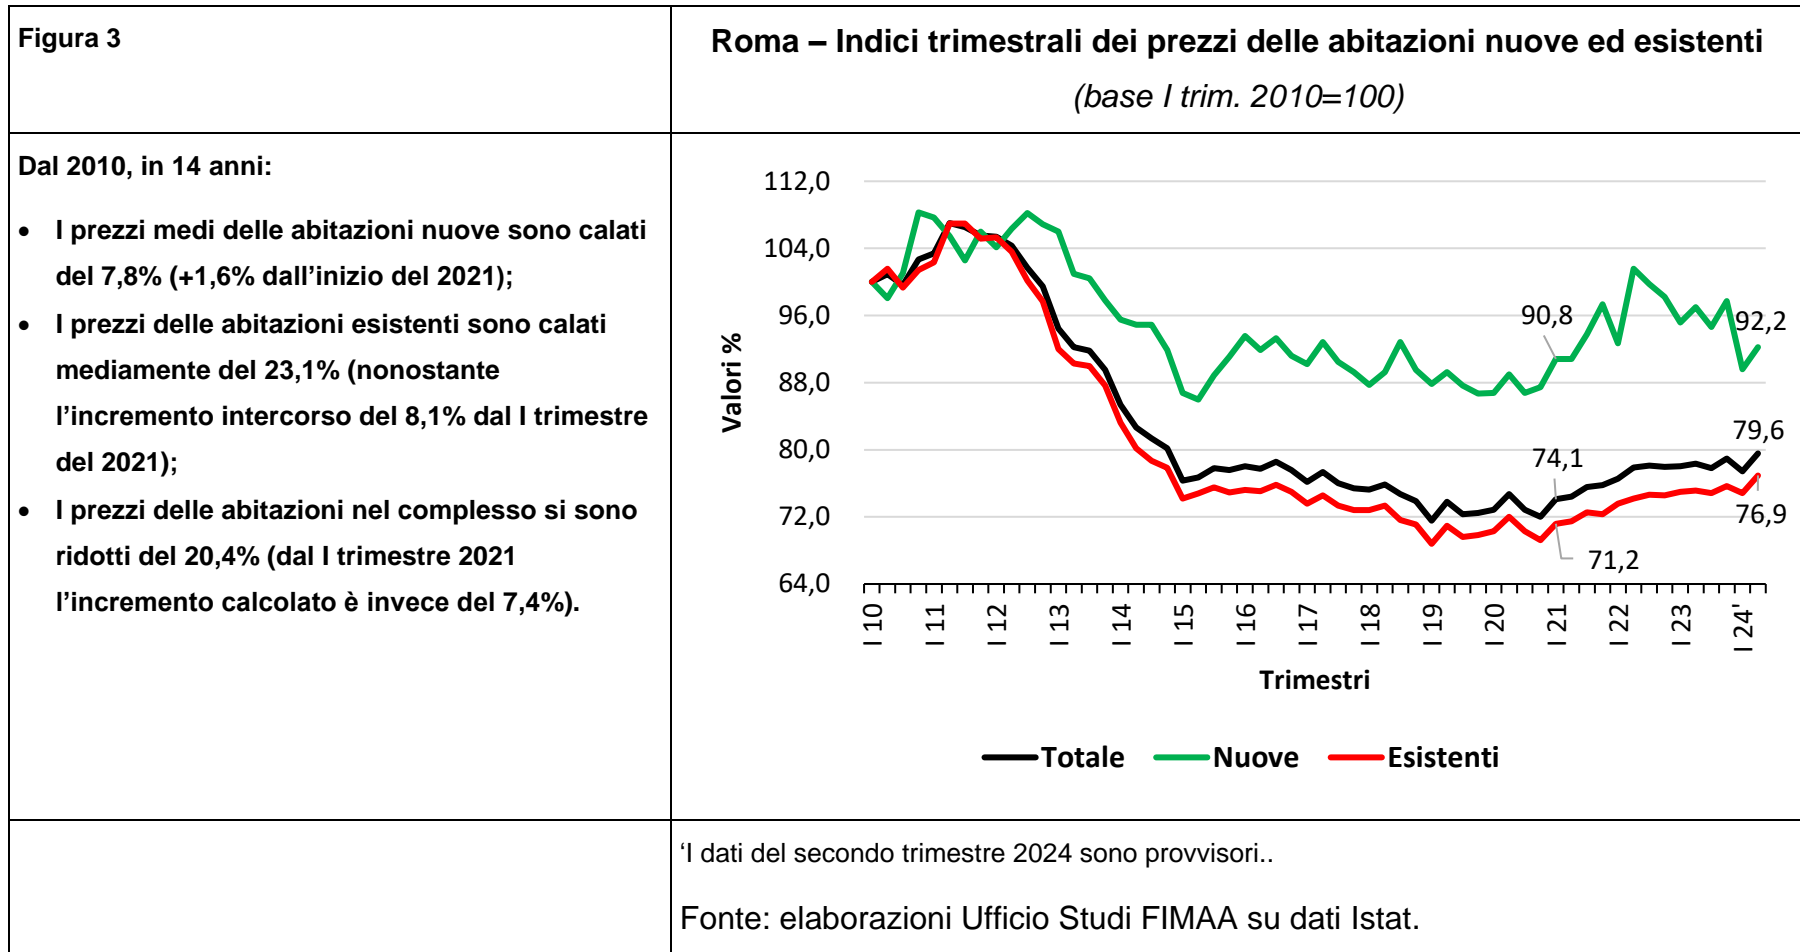 Figura 3
Roma – Indici trimestrali dei prezzi delle abitazioni nuove ed esistenti
(base I trim. 2010=100)
Dal 2010, in 14 anni:
• I prezzi medi delle abitazioni nuove sono calati
del 7,8% (+1,6% dall’inizio del 2021);
• I prezzi delle abitazioni esistenti sono calati
mediamente del 23,1% (nonostante
l’incremento intercorso del 8,1% dal I trimestre
del 2021);
• I prezzi delle abitazioni nel complesso si sono
ridotti del 20,4% (dal I trimestre 2021
l’incremento calcolato è invece del 7,4%).
Valori %
112,0
104,0
96,0
88,0
80,0
72,0
64,0
90,8
92,2
74,1
79,6
71,2
76,9
I 10
I 11
I 12
I 13
I 14
I 15
I 16
I 17
I 18
I 19
I 20
I 21
I 22
I 23
I 24'
Trimestri
Totale
Nuove
Esistenti
‘I dati del secondo trimestre 2024 sono provvisori..
Fonte: elaborazioni Ufficio Studi FIMAA su dati Istat.